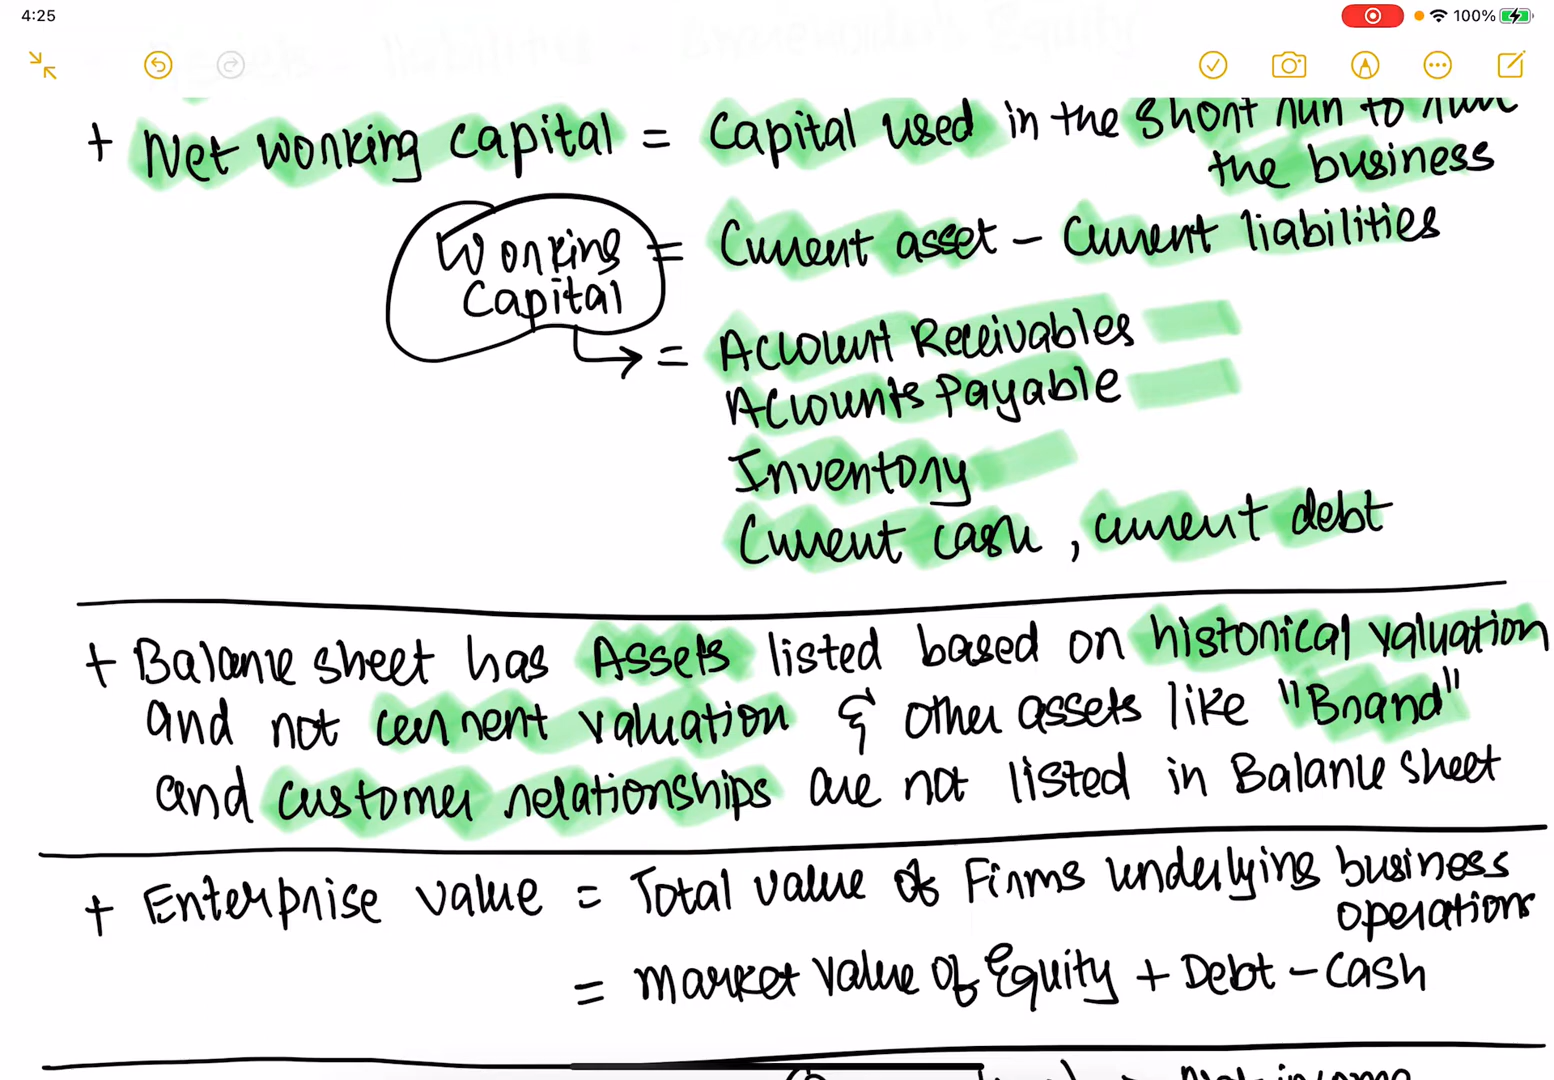 4:25
100%
+ Net working capital = Capital used in the short run to run
the business
Working = Current asset - Current liabilities
Capital
= Account Receivables
Accounts Payable
Inventory
Current cash, current debt
+ Balance sheet has Assets listed based on historical valuation
and not current valuation & other assets like "Brand"
and customer relationships are not listed in Balance sheet
+ Enterprise value = Total value of Firms underlying business
operations
= market value of Equity + Debt - cash
Net income